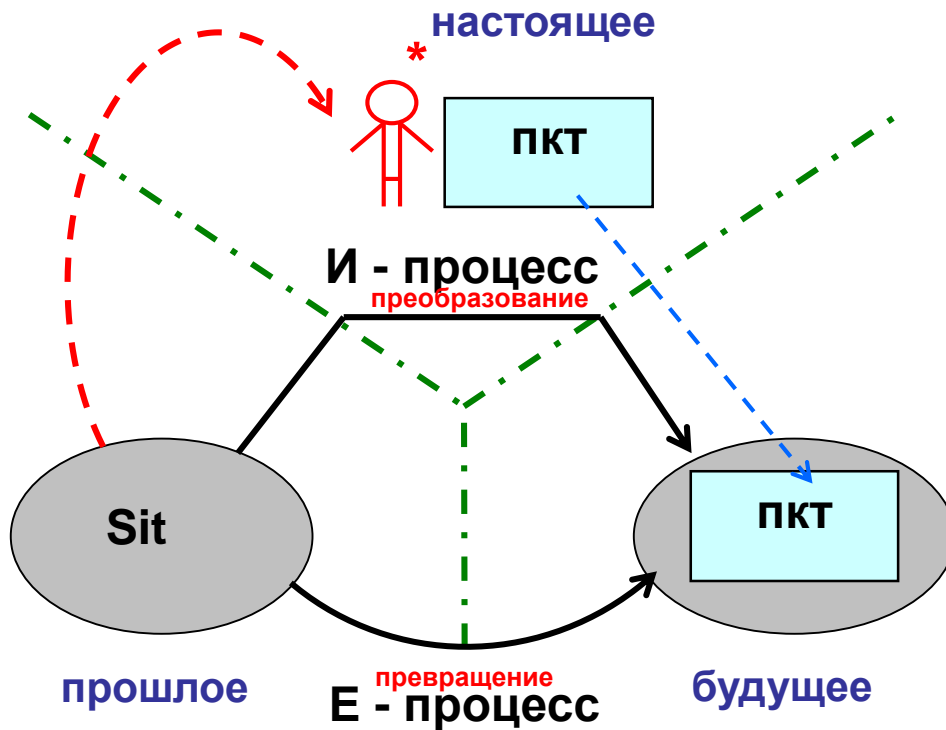 настоящее
*
пкт
И - процесс
преобразование
Sit
пкт
прошлое
превращение
Е - процесс
будущее